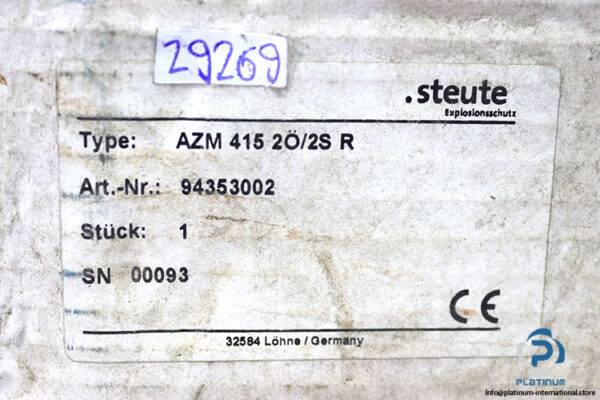 29269
.steute
Explosionsschutz
Type: AZM 415 2Ö/2S R
Art.-Nr.: 94353002
Stück: 1
SN 00093
CE
32584 Löhne / Germany
PLATINUM
info@platinum-international.store